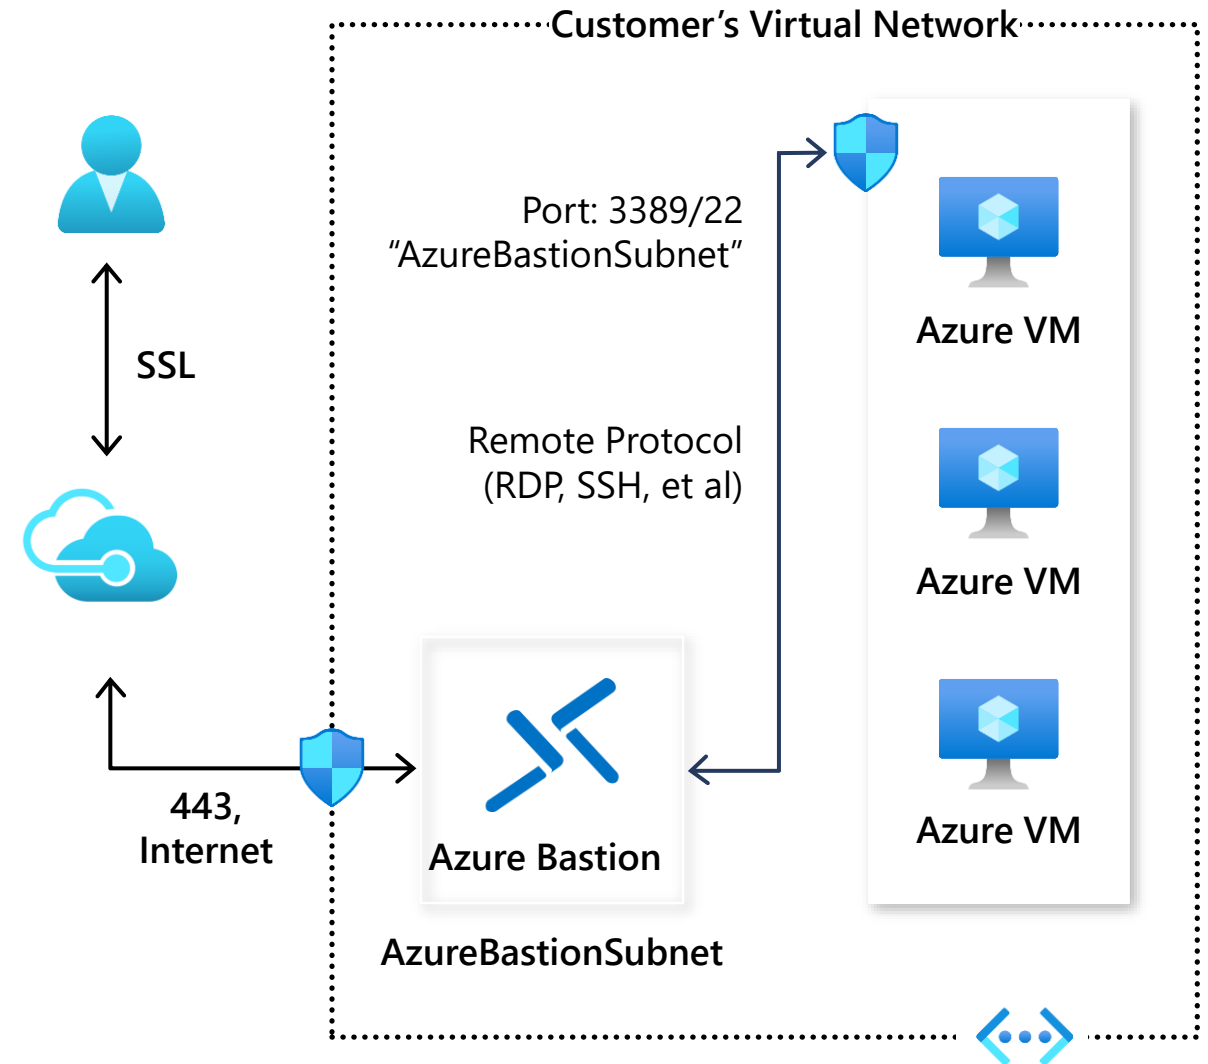 Customer’s Virtual Network
Port: 3389/22
“AzureBastionSubnet”
Azure VM
SSL
Remote Protocol
(RDP, SSH, et al)
Azure VM
443,
Internet
Azure Bastion
Azure VM
AzureBastionSubnet